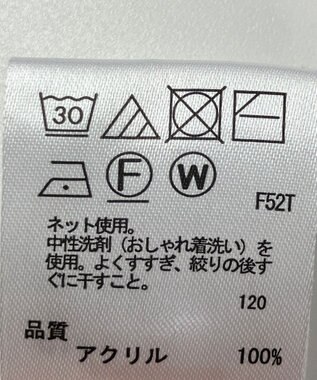 30
F W
F52T
ネット使用。
中性洗剤（おしゃれ着洗い）を
使用。よくすすぎ、絞りの後す
ぐに干すこと。
120
品質
アクリル 100%